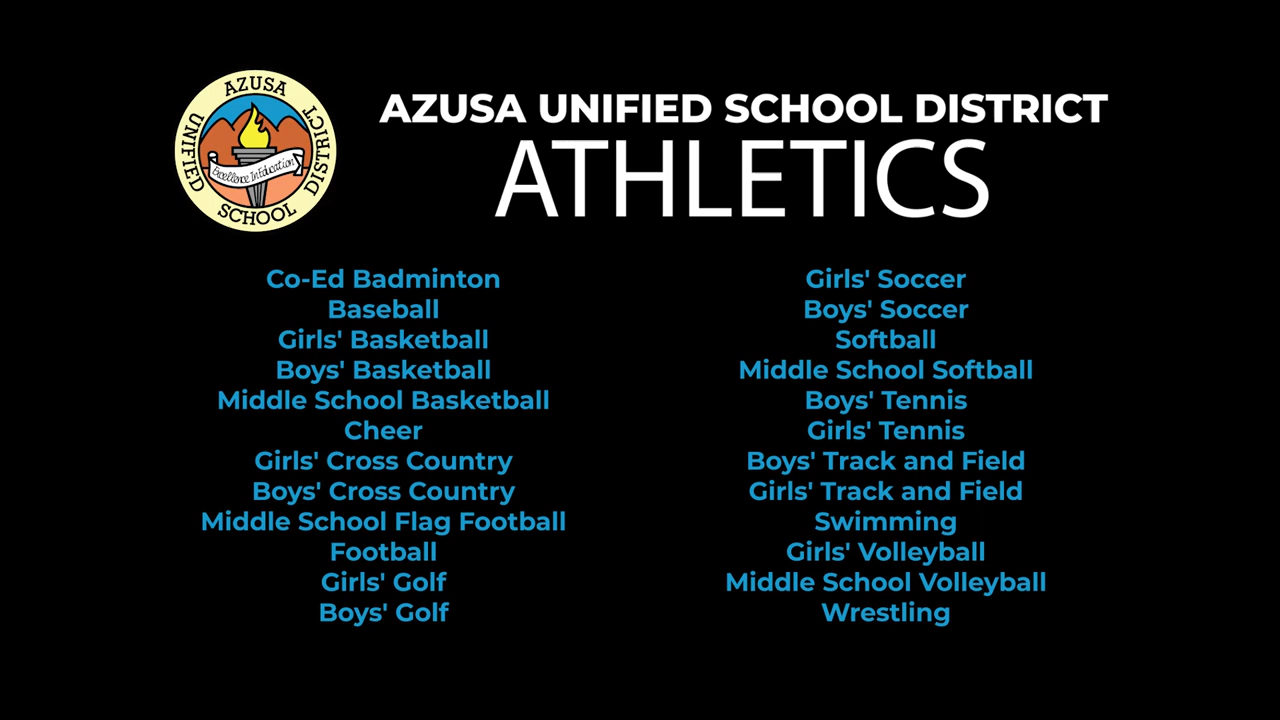 AZUSA UNIFIED SCHOOL DISTRICT
Excellence In Education
AZUSA UNIFIED SCHOOL DISTRICT
ATHLETICS
Co-Ed Badminton
Baseball
Girls' Basketball
Boys' Basketball
Middle School Basketball
Cheer
Girls' Cross Country
Boys' Cross Country
Middle School Flag Football
Football
Girls' Golf
Boys' Golf
Girls' Soccer
Boys' Soccer
Softball
Middle School Softball
Boys' Tennis
Girls' Tennis
Boys' Track and Field
Girls' Track and Field
Swimming
Girls' Volleyball
Middle School Volleyball
Wrestling